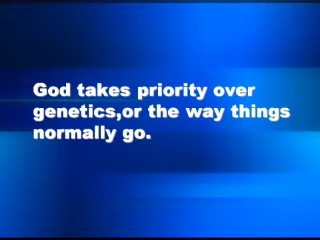 God takes priority over
genetics,or the way things
normally go.